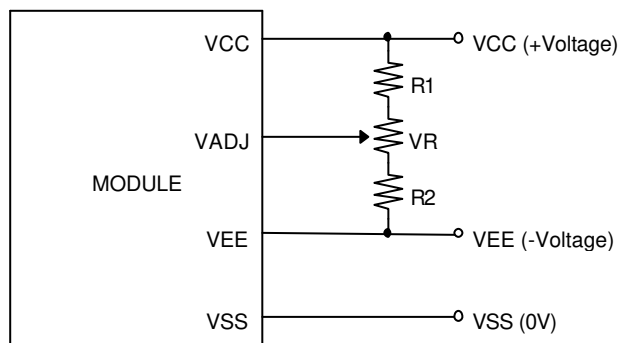 VCC
VCC (+Voltage)
R1
VADJ
VR
MODULE
R2
VEE
VEE (-Voltage)
VSS
VSS (0V)